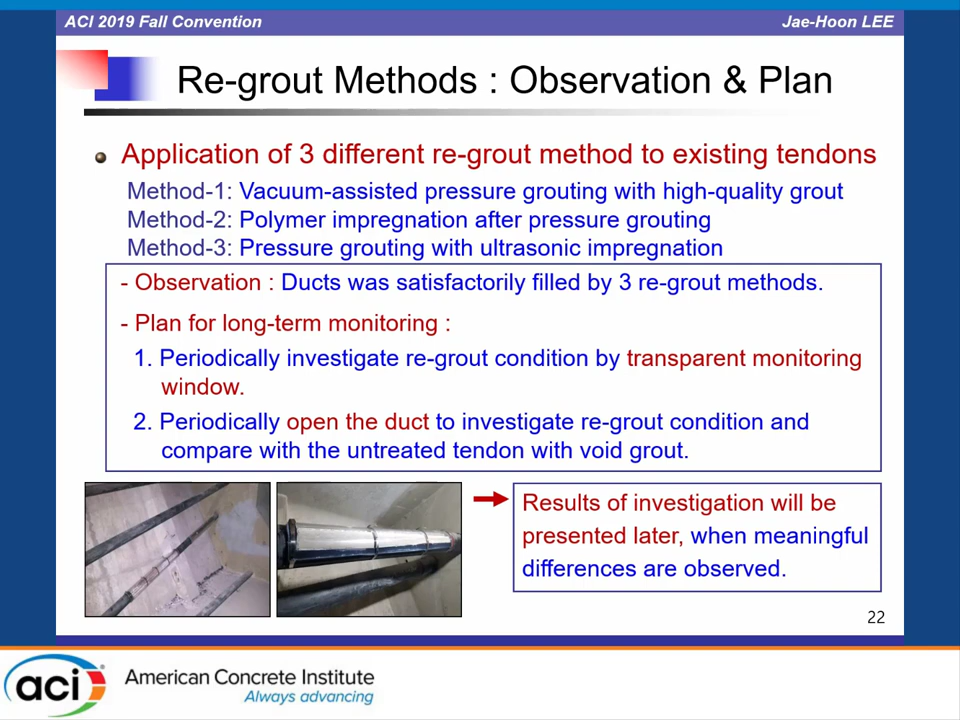 ACI 2019 Fall Convention
Jae-Hoon LEE
Re-grout Methods : Observation & Plan
Application of 3 different re-grout method to existing tendons
Method-1: Vacuum-assisted pressure grouting with high-quality grout
Method-2: Polymer impregnation after pressure grouting
Method-3: Pressure grouting with ultrasonic impregnation
- Observation : Ducts was satisfactorily filled by 3 re-grout methods.
- Plan for long-term monitoring :
1. Periodically investigate re-grout condition by transparent monitoring
window.
2. Periodically open the duct to investigate re-grout condition and
compare with the untreated tendon with void grout.
Results of investigation will be
presented later, when meaningful
differences are observed.
22
aci
American Concrete Institute
Always advancing